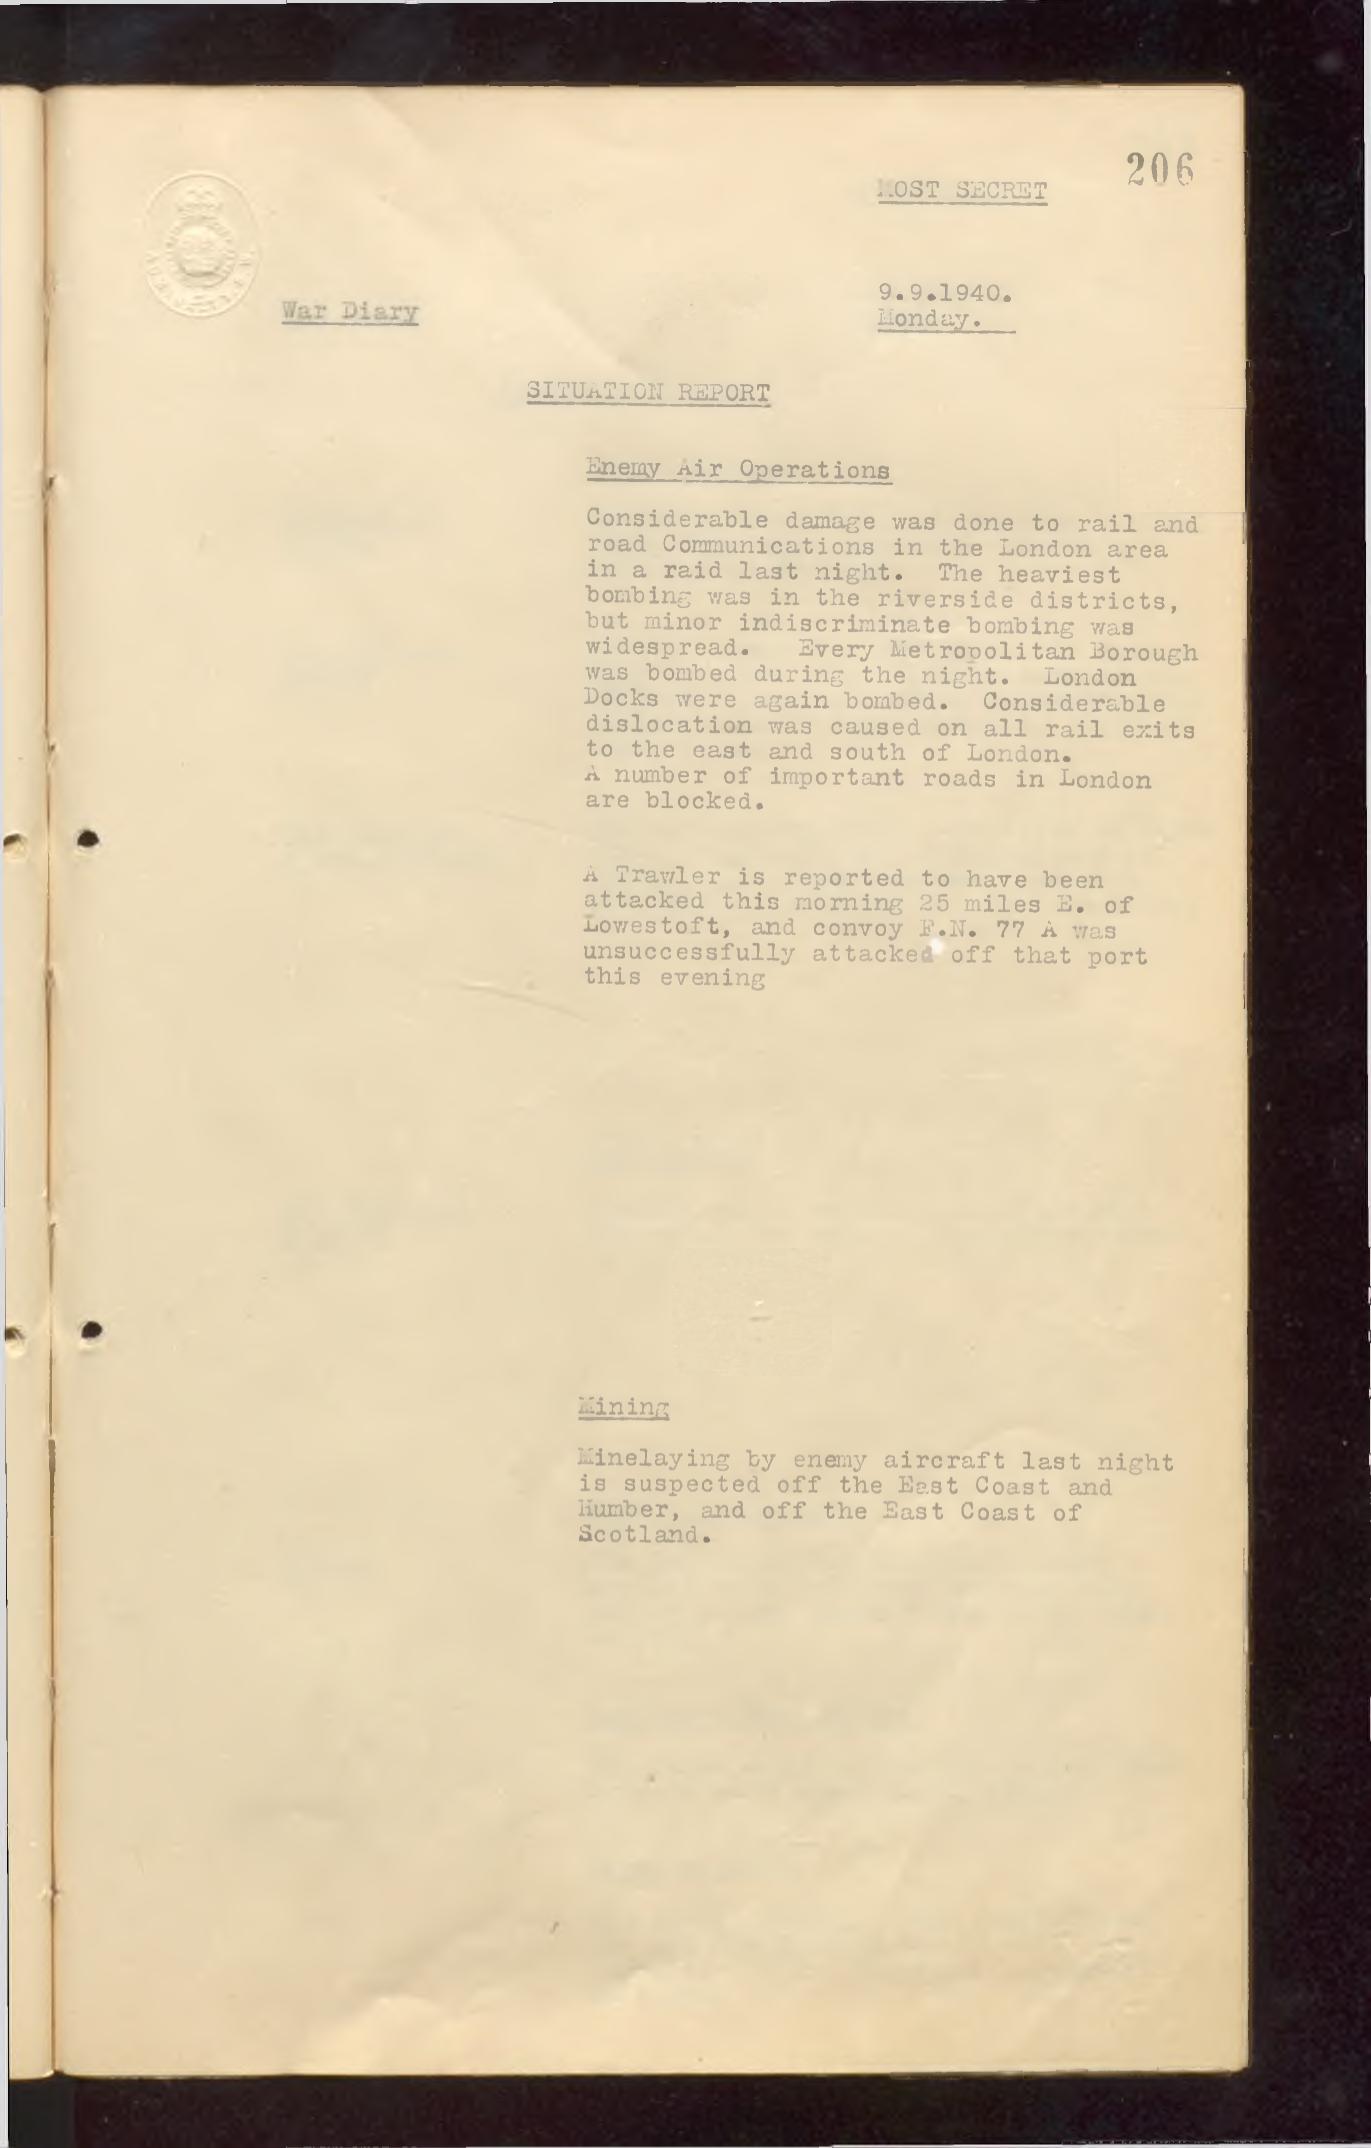 206
MOST SECRET
9.9.1940.
War Diary
Monday.
SITUATION REPORT
Enemy Air Operations
Considerable damage was done to rail and
road Communications in the London area
in a raid last night. The heaviest
bombing was in the riverside districts,
but minor indiscriminate bombing was
widespread. Every Metropolitan Borough
was bombed during the night. London
Docks were again bombed. Considerable
dislocation was caused on all rail exits
to the east and south of London.
A number of important roads in London
are blocked.
A Trawler is reported to have been
attacked this morning 25 miles E. of
Lowestoft, and convoy F.N. 77 A was
unsuccessfully attacked off that port
this evening
Mining
Minelaying by enemy aircraft last night
is suspected off the East Coast and
Humber, and off the East Coast of
Scotland.